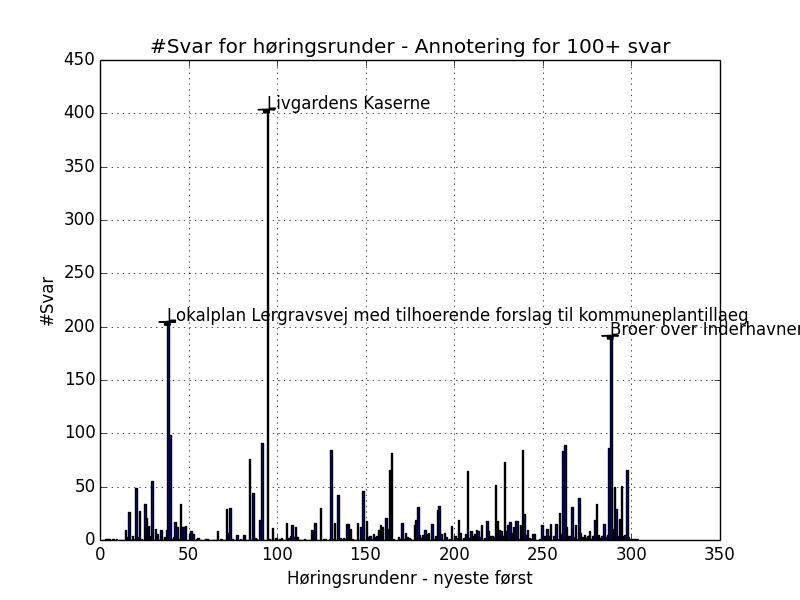 #Svar for høringsrunder - Annotering for 100+ svar
450
400
350
300
250
200
150
100
50
0
#Svar
Livgardens Kaserne
Lokalplan Lergravsvej med tilhoerende forslag til kommuneplantillaeg
Broer over Inderhavnen
0 50 100 150 200 250 300 350
Høringsrundenr - nyeste først